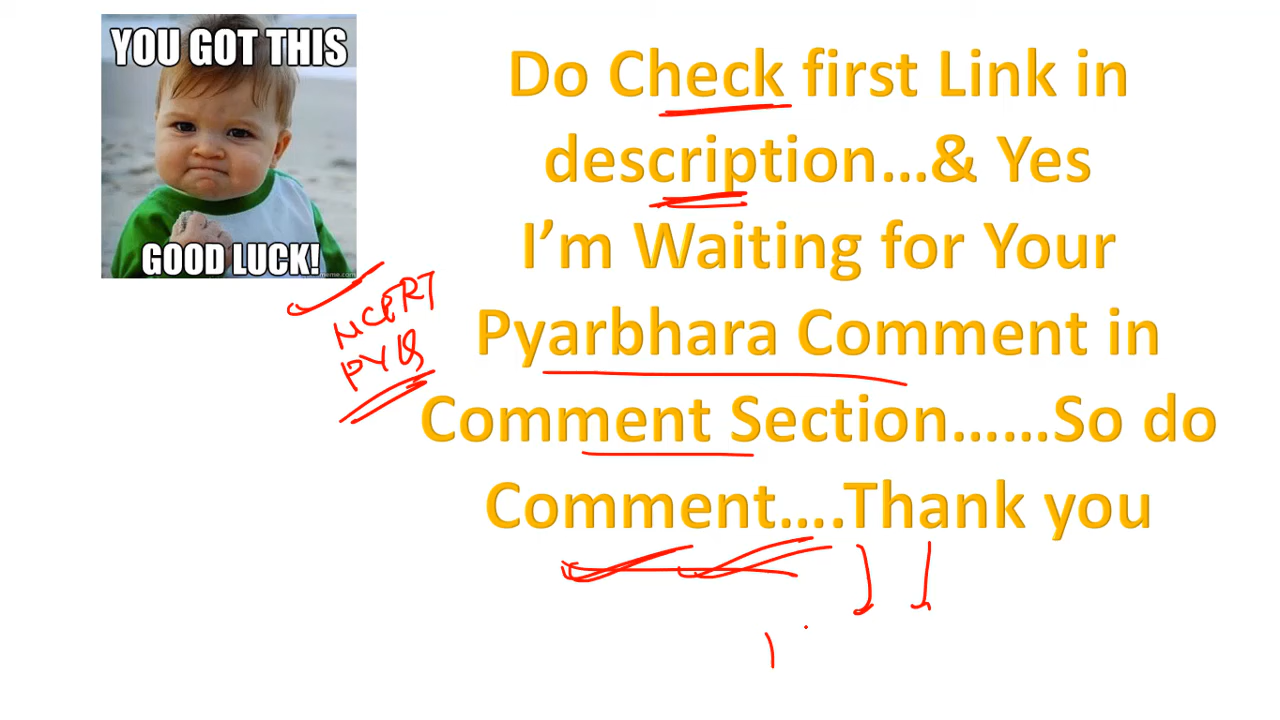 YOU GOT THIS
GOOD LUCK!
NCERT
PYQ
Do Check first Link in
description...& Yes
I'm Waiting for Your
Pyarbhara Comment in
Comment Section......So do
Comment....Thank you